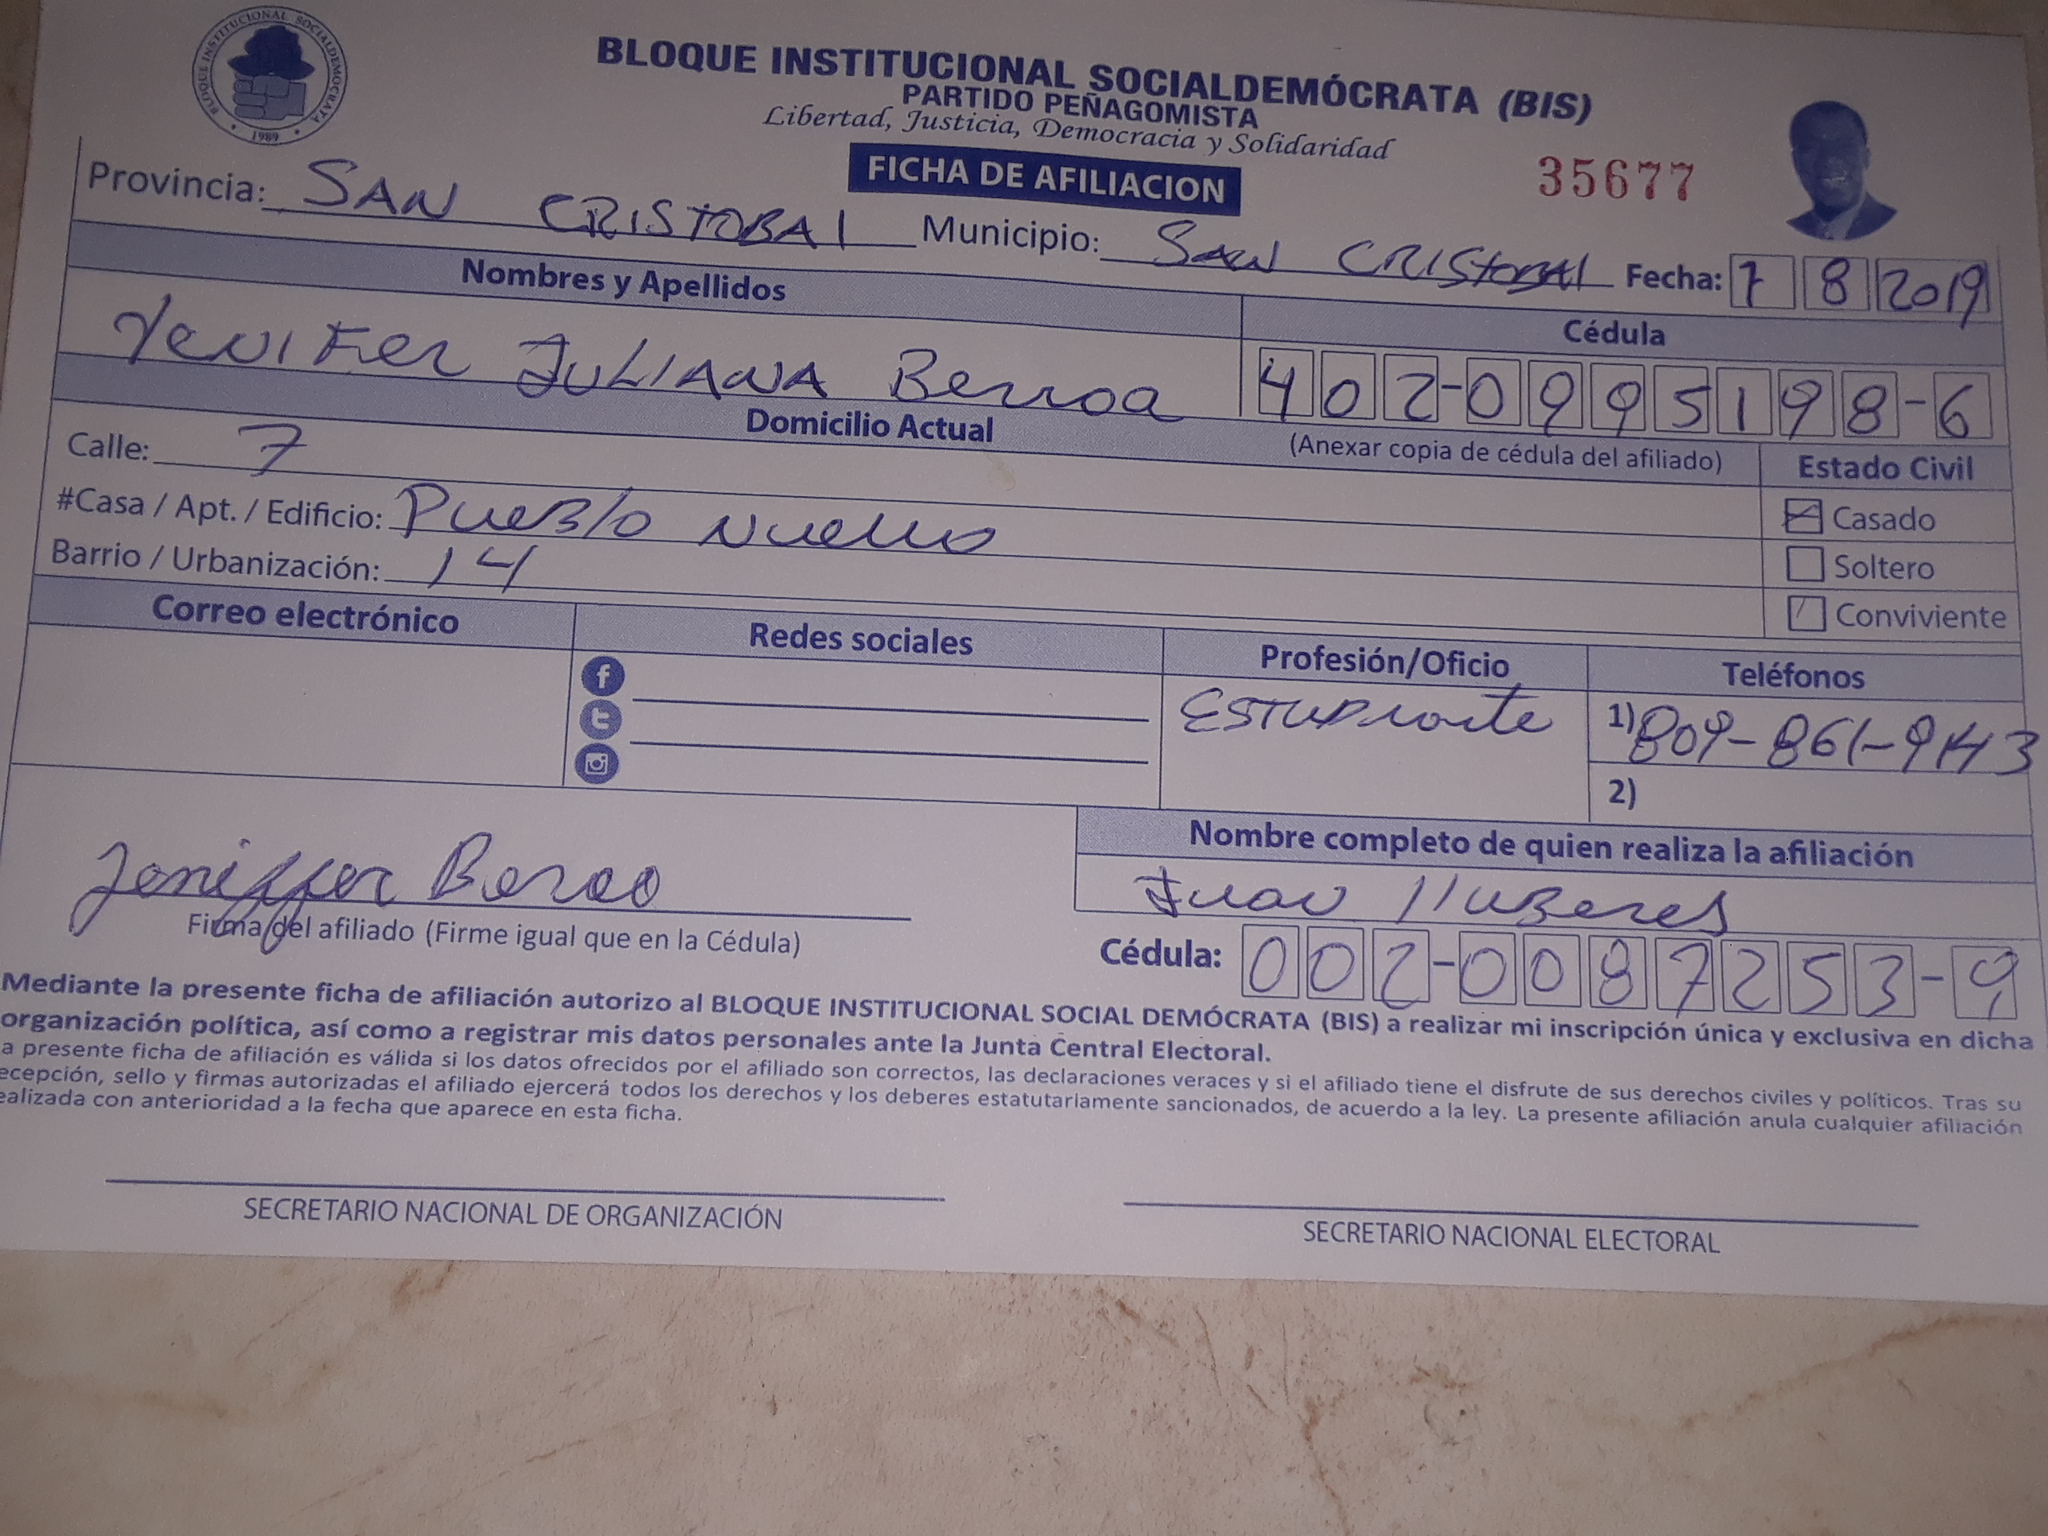 BLOQUE INSTITUCIONAL SOCIALDEMÓCRATA
1989
BLOQUE INSTITUCIONAL SOCIALDEMÓCRATA (BIS)
PARTIDO PEÑAGOMISTA
Libertad, Justicia, Democracia y Solidaridad
FICHA DE AFILIACION
35677
Provincia: SAN CRISTOBAL Municipio: SAN CRISTOBAL Fecha: 7 8 2019
Nombres y Apellidos
Cédula
Yenifer JULIANA Berroa 402-0995198-6
Domicilio Actual
(Anexar copia de cédula del afiliado)
Estado Civil
Calle: 7
#Casa / Apt. / Edificio: PueBlo Nuevo
Casado
Barrio / Urbanización: 14
Soltero
Conviviente
Correo electrónico
Redes sociales
Profesión/Oficio
Teléfonos
ESTUDIante
1) 809-861-9143
2)
Nombre completo de quien realiza la afiliación
Jeniffer Beroo
Juan
Firma del afiliado (Firme igual que en la Cédula)
Cédula: 002-0087253-9
Mediante la presente ficha de afiliación autorizo al BLOQUE INSTITUCIONAL SOCIAL DEMÓCRATA (BIS) a realizar mi inscripción única y exclusiva en dicha
organización política, así como a registrar mis datos personales ante la Junta Central Electoral.
a presente ficha de afiliación es válida si los datos ofrecidos por el afiliado son correctos, las declaraciones veraces y si el afiliado tiene el disfrute de sus derechos civiles y políticos. Tras su
ecepción, sello y firmas autorizadas el afiliado ejercerá todos los derechos y los deberes estatutariamente sancionados, de acuerdo a la ley. La presente afiliación anula cualquier afiliación
ealizada con anterioridad a la fecha que aparece en esta ficha.
SECRETARIO NACIONAL DE ORGANIZACIÓN
SECRETARIO NACIONAL ELECTORAL